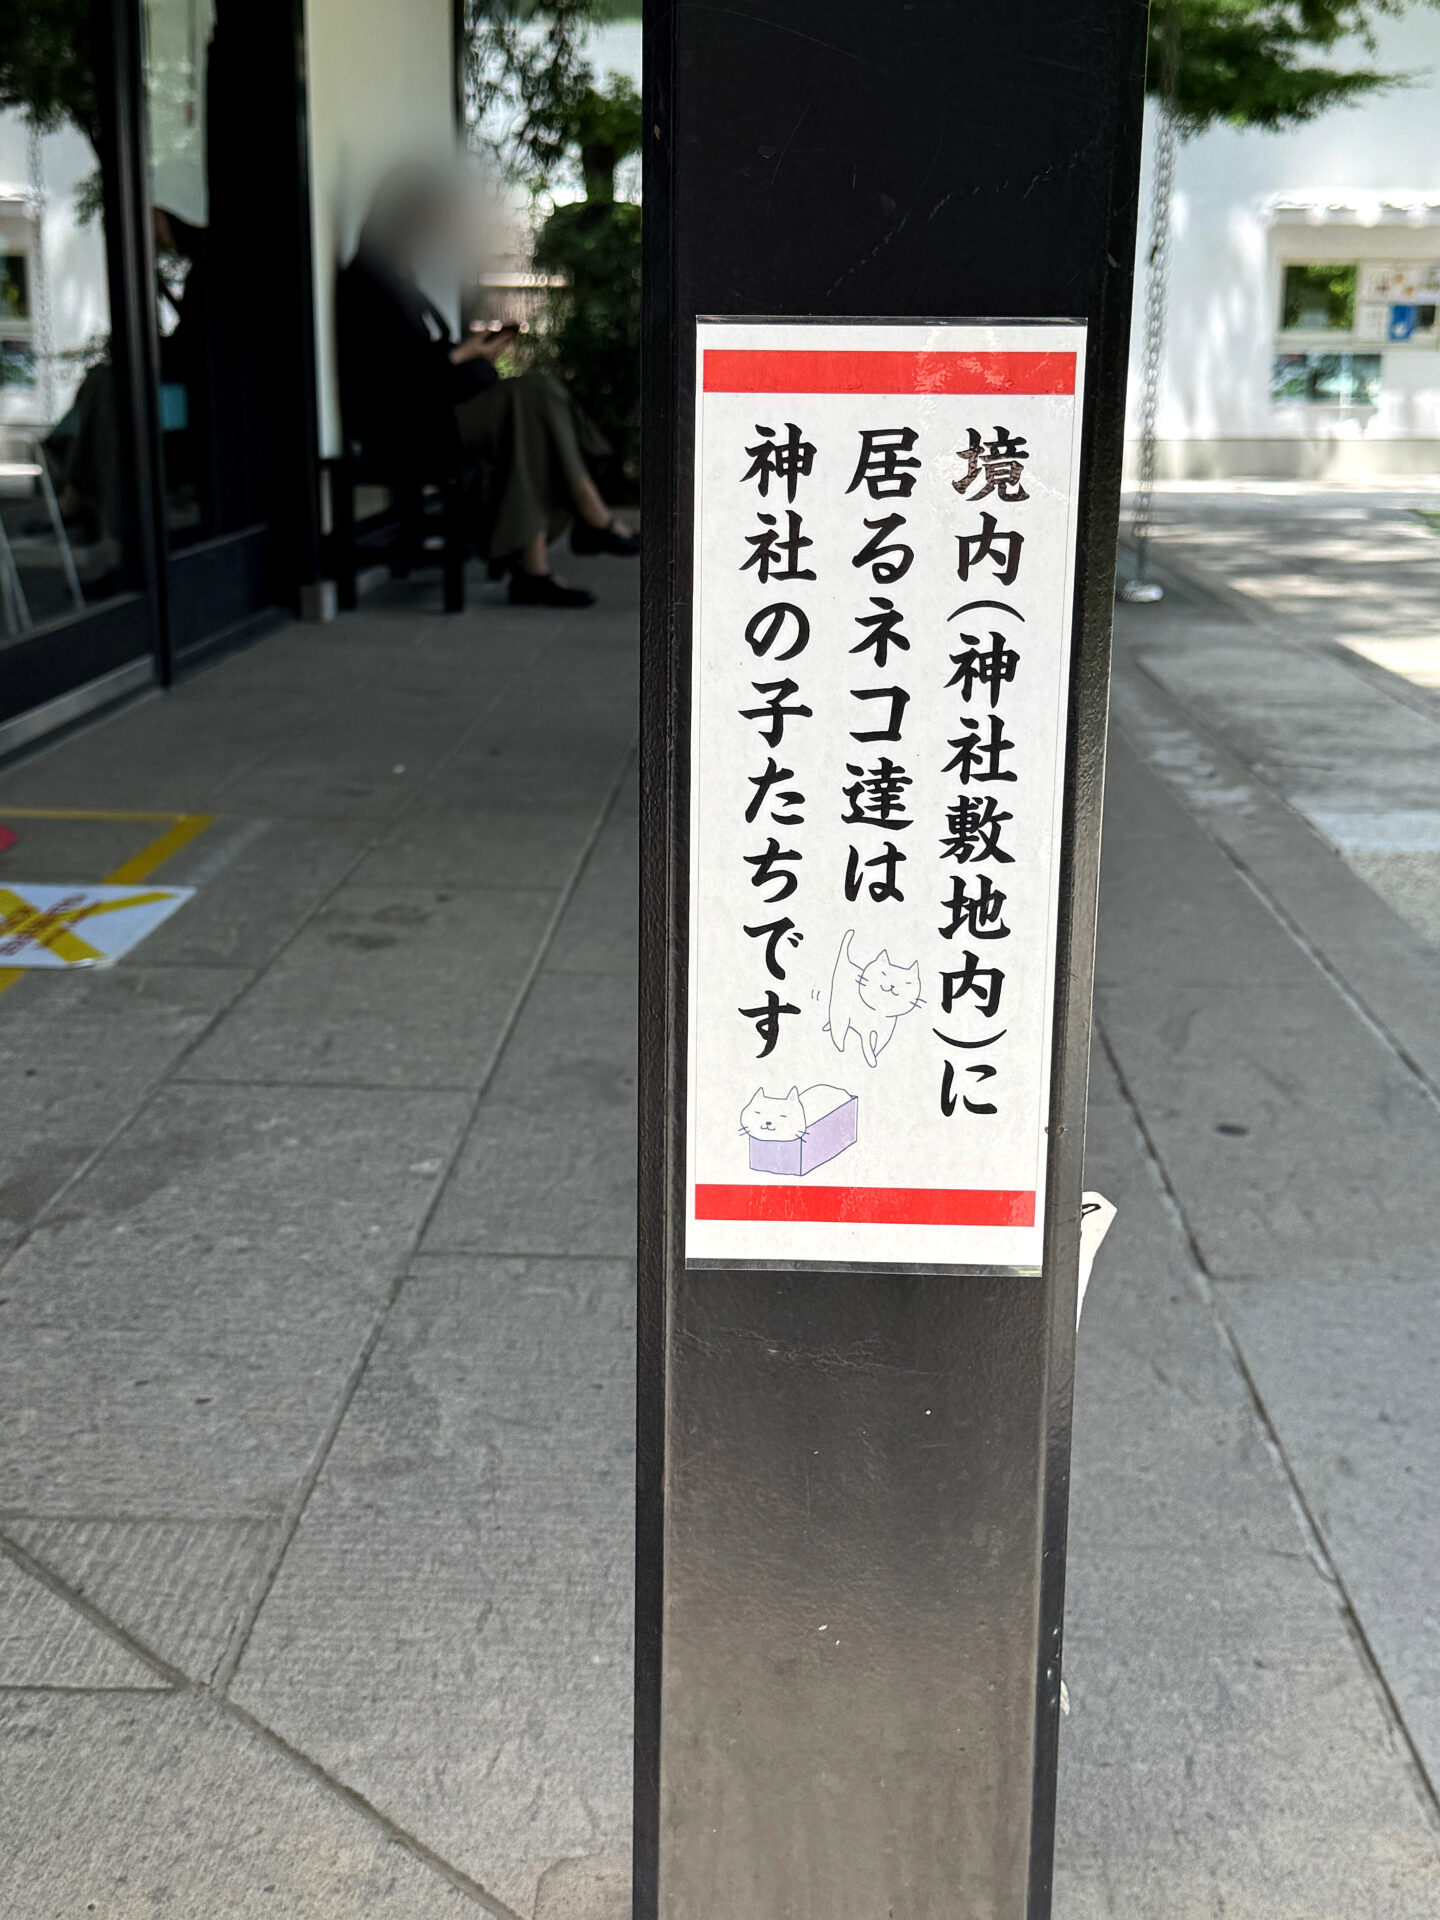 境内(神社敷地内)に
居るネコ達は
神社の子たちです